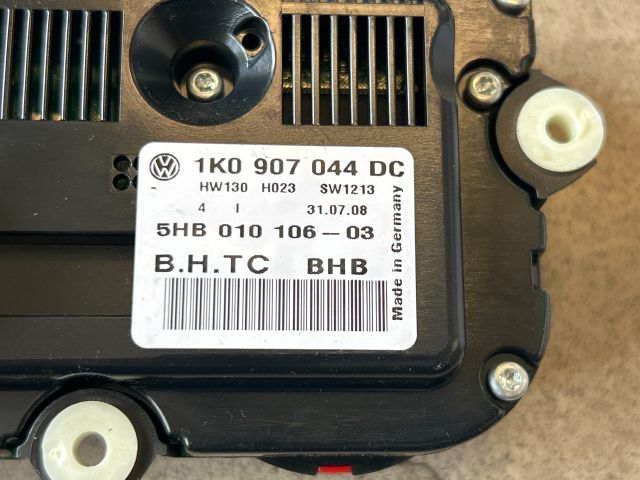 1K0 907 044 DC
HW130 H023 SW1213
4 I 31.07.08
5HB 010 106-03
B.H.TC BHB
Made in Germany